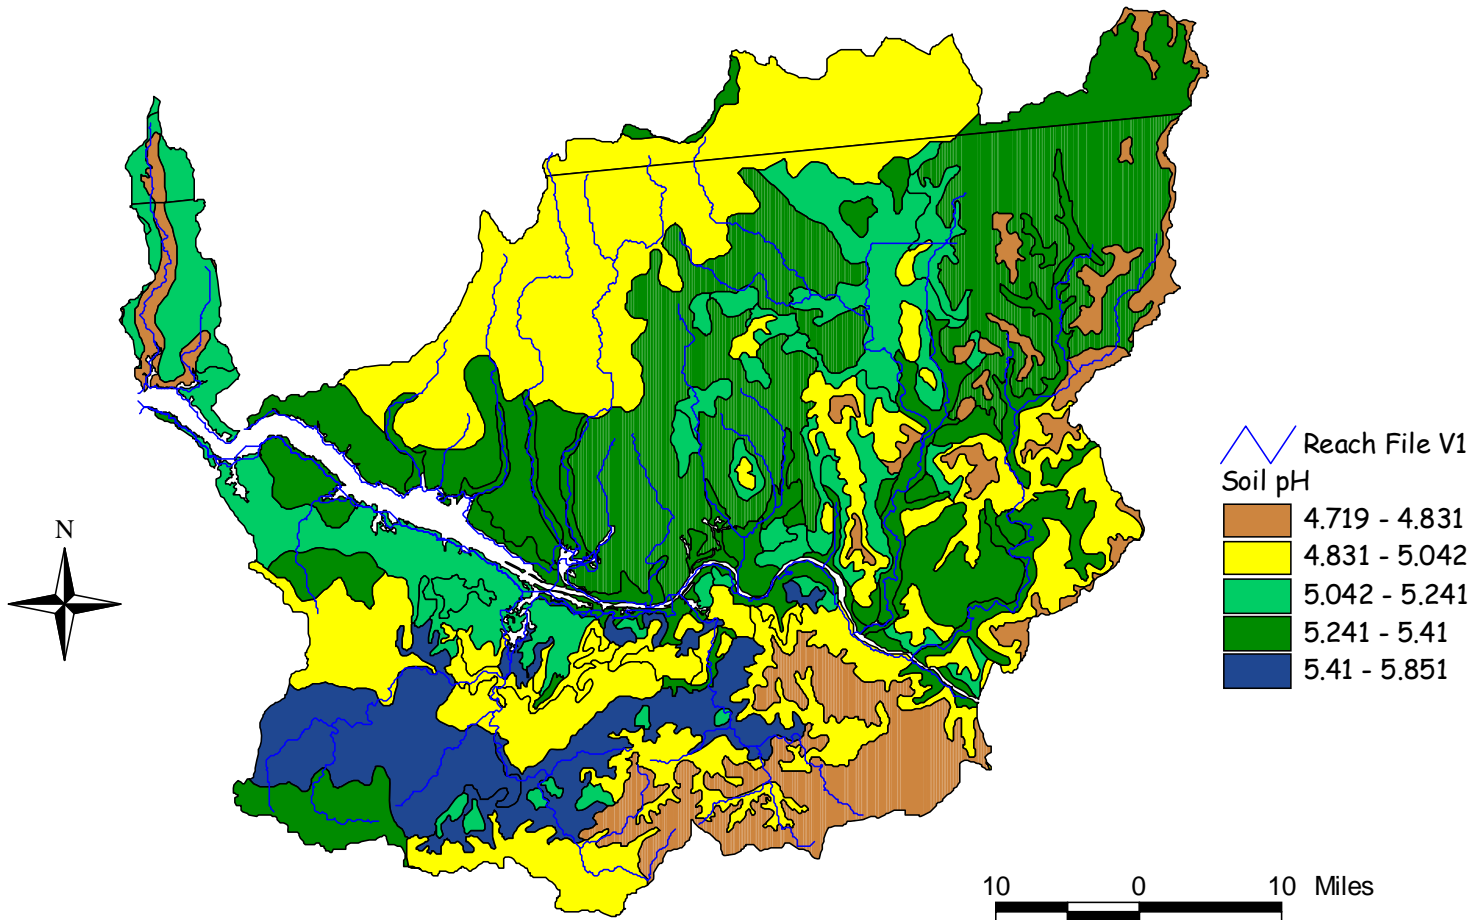 N
Reach File V1
Soil pH
4.719 - 4.831
4.831 - 5.042
5.042 - 5.241
5.241 - 5.41
5.41 - 5.851
10 0 10 Miles